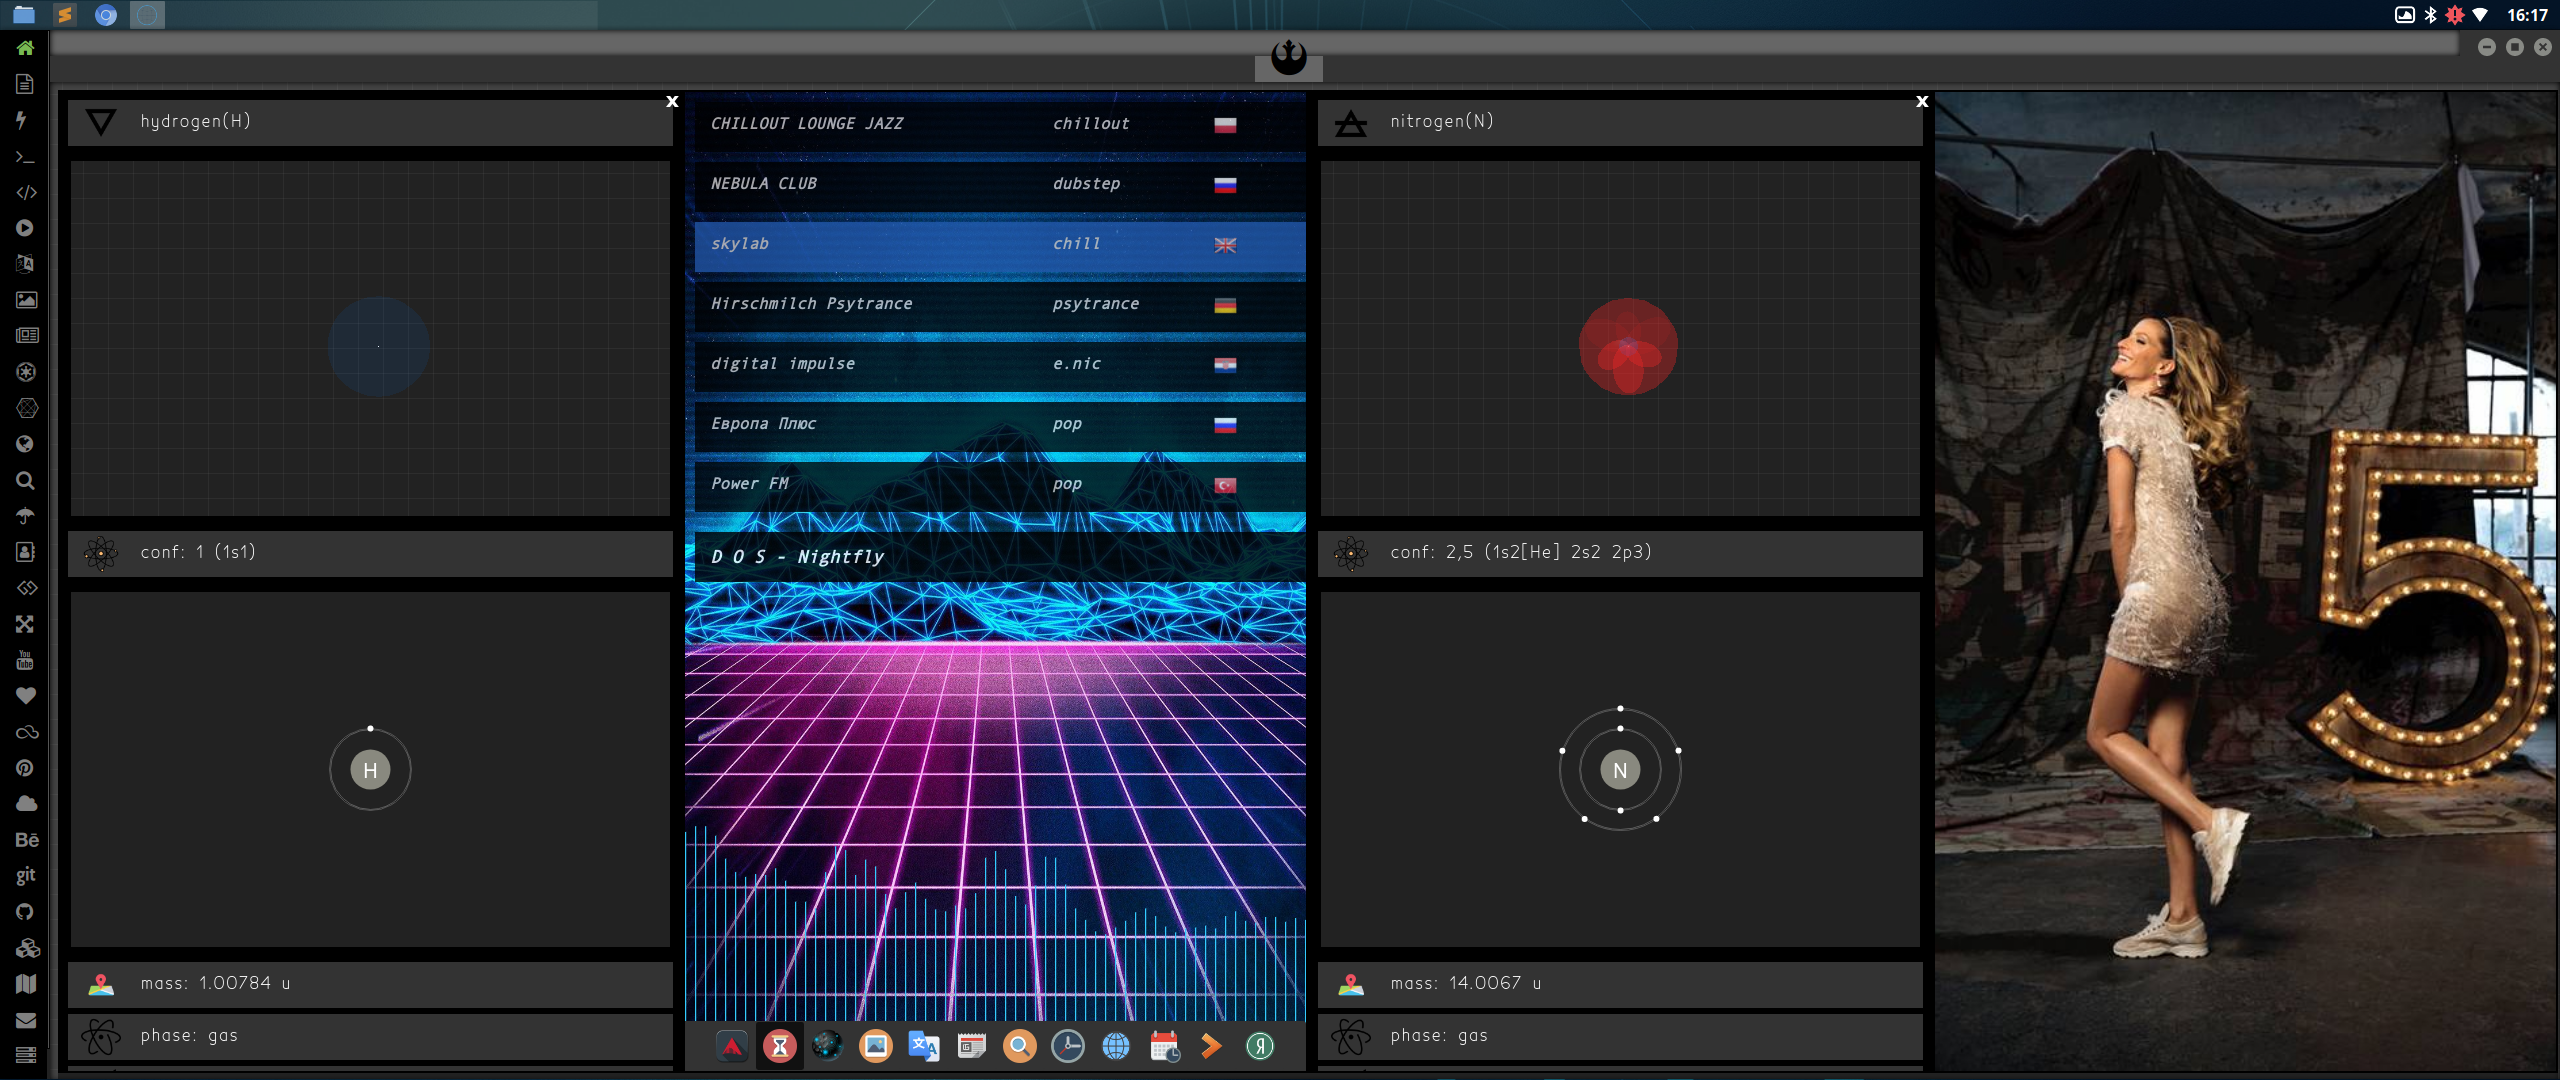 16:17
hydrogen(H)
x
conf: 1 (1s1)
H
mass: 1.00784 u
phase: gas
CHILLOUT LOUNGE JAZZ chillout
NEBULA CLUB dubstep
skylab chill
Hirschmilch Psytrance psytrance
digital impulse e.nic
Европа Плюс pop
Power FM pop
D O S - Nightfly
nitrogen(N)
x
conf: 2,5 (1s2[He] 2s2 2p3)
N
mass: 14.0067 u
phase: gas
5
You
Tube
Bē
git
Я